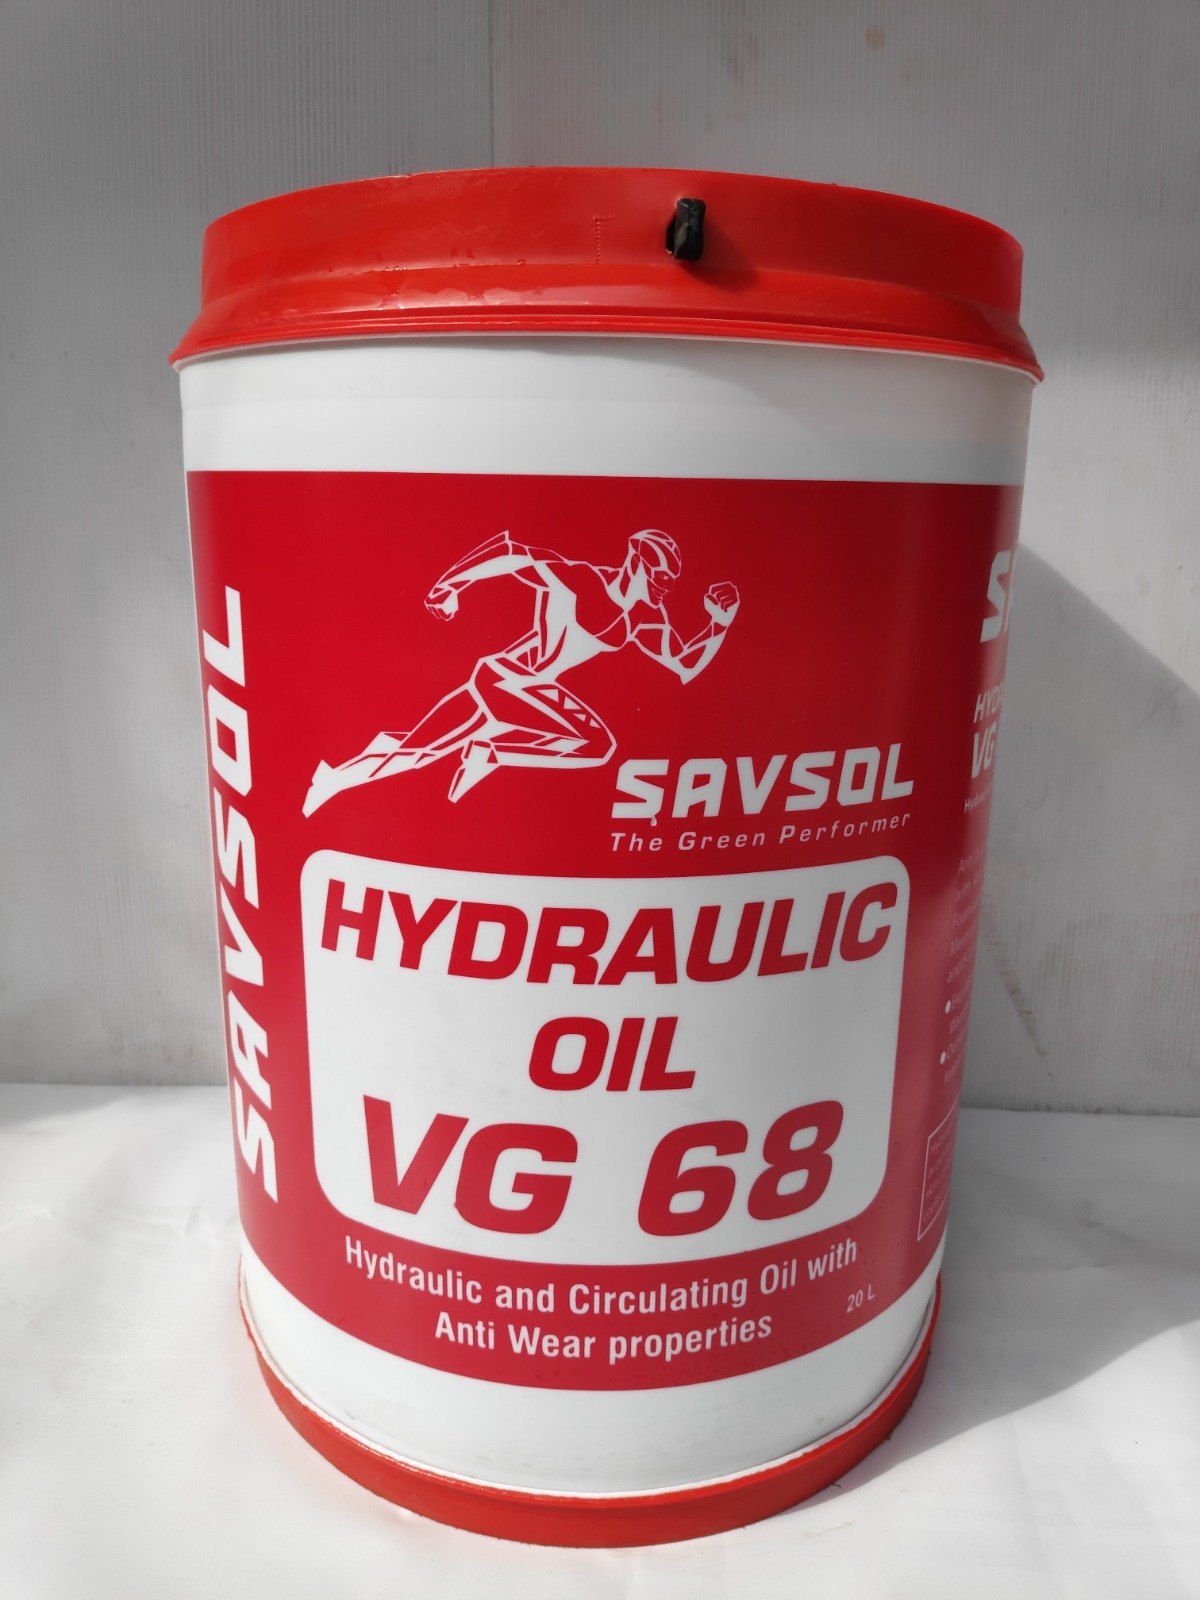 SAVSOL
SAVSOL
The Green Performer
HYDRAULIC
OIL
VG 68
Hydraulic and Circulating Oil with
Anti Wear properties
20 L
VG